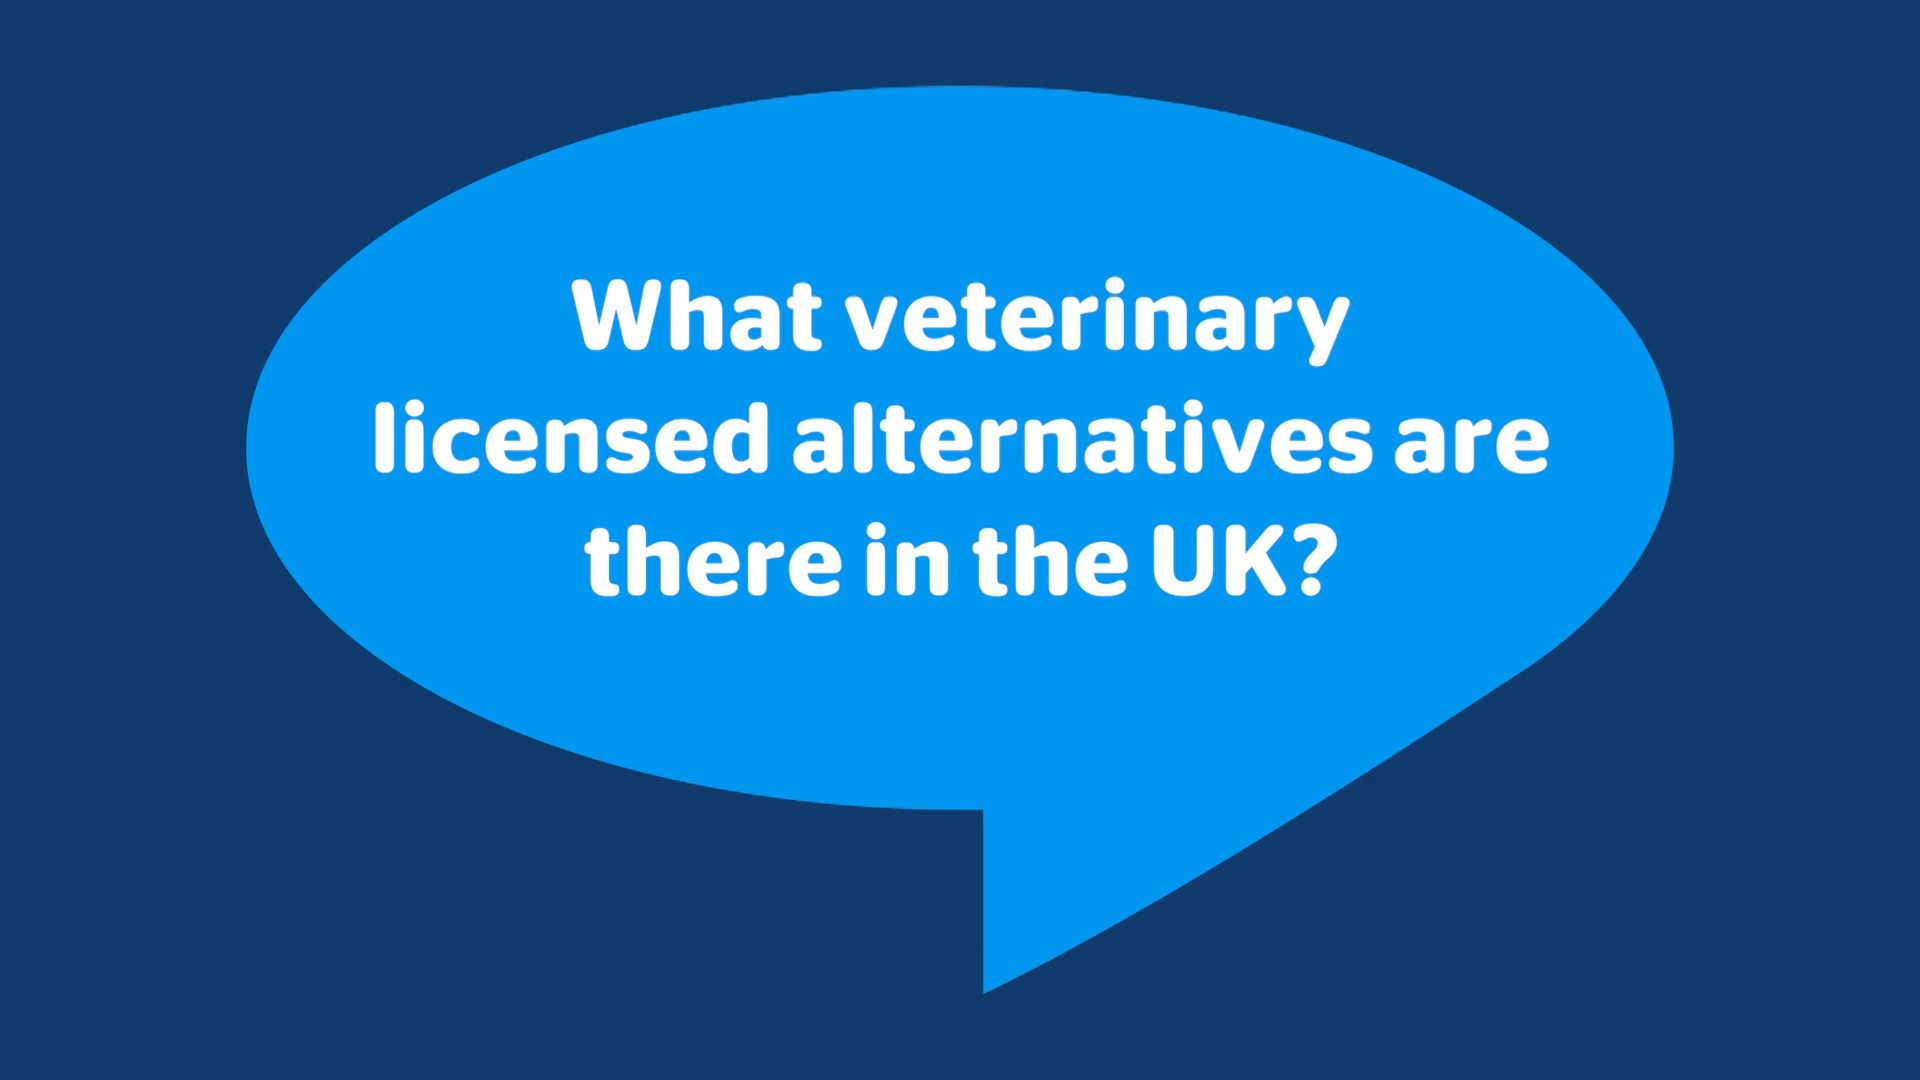 What veterinary
licensed alternatives are
there in the UK?